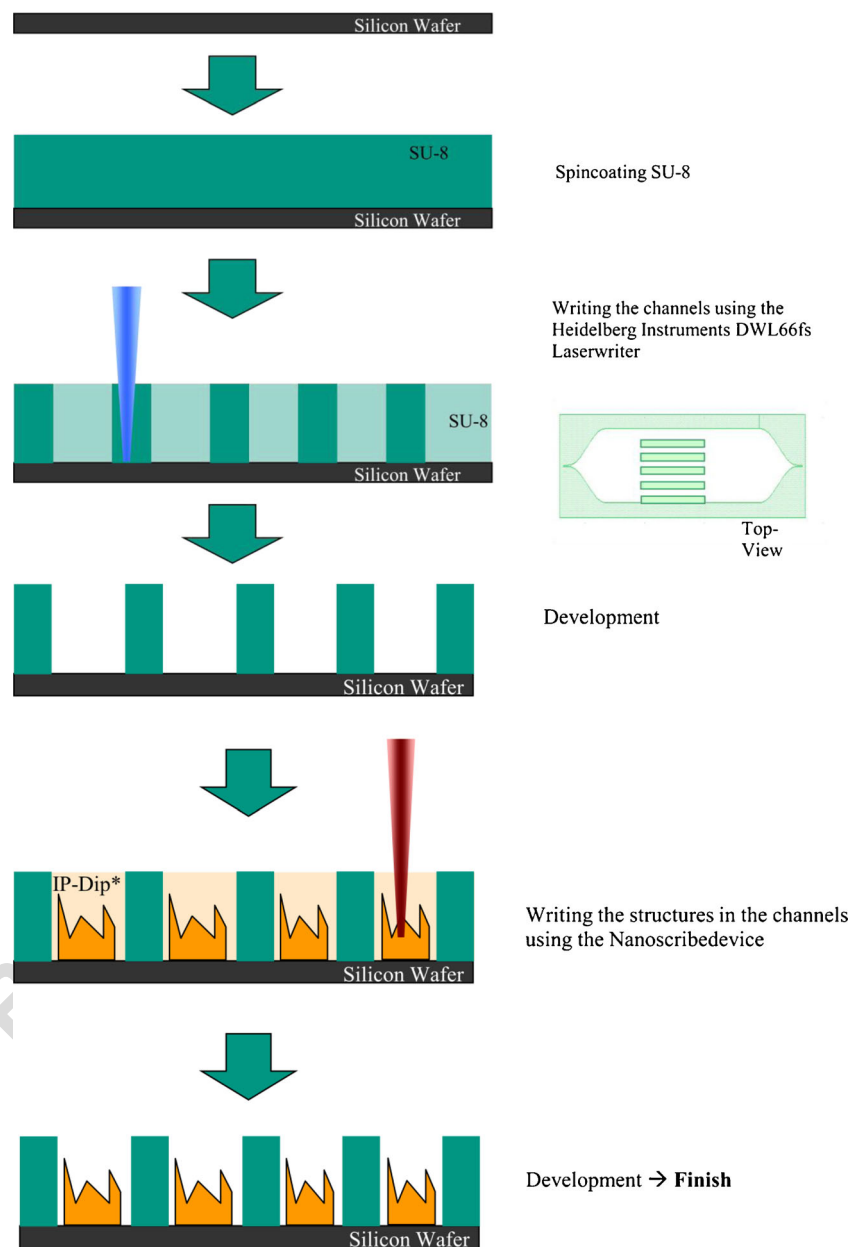 Silicon Wafer
SU-8
Spincoating SU-8
Silicon Wafer
Writing the channels using the
Heidelberg Instruments DWL66fs
Laserwriter
SU-8
Silicon Wafer
Top-
View
Development
Silicon Wafer
IP-Dip*
Writing the structures in the channels
using the Nanoscribedevice
Silicon Wafer
Development → Finish
Silicon Wafer